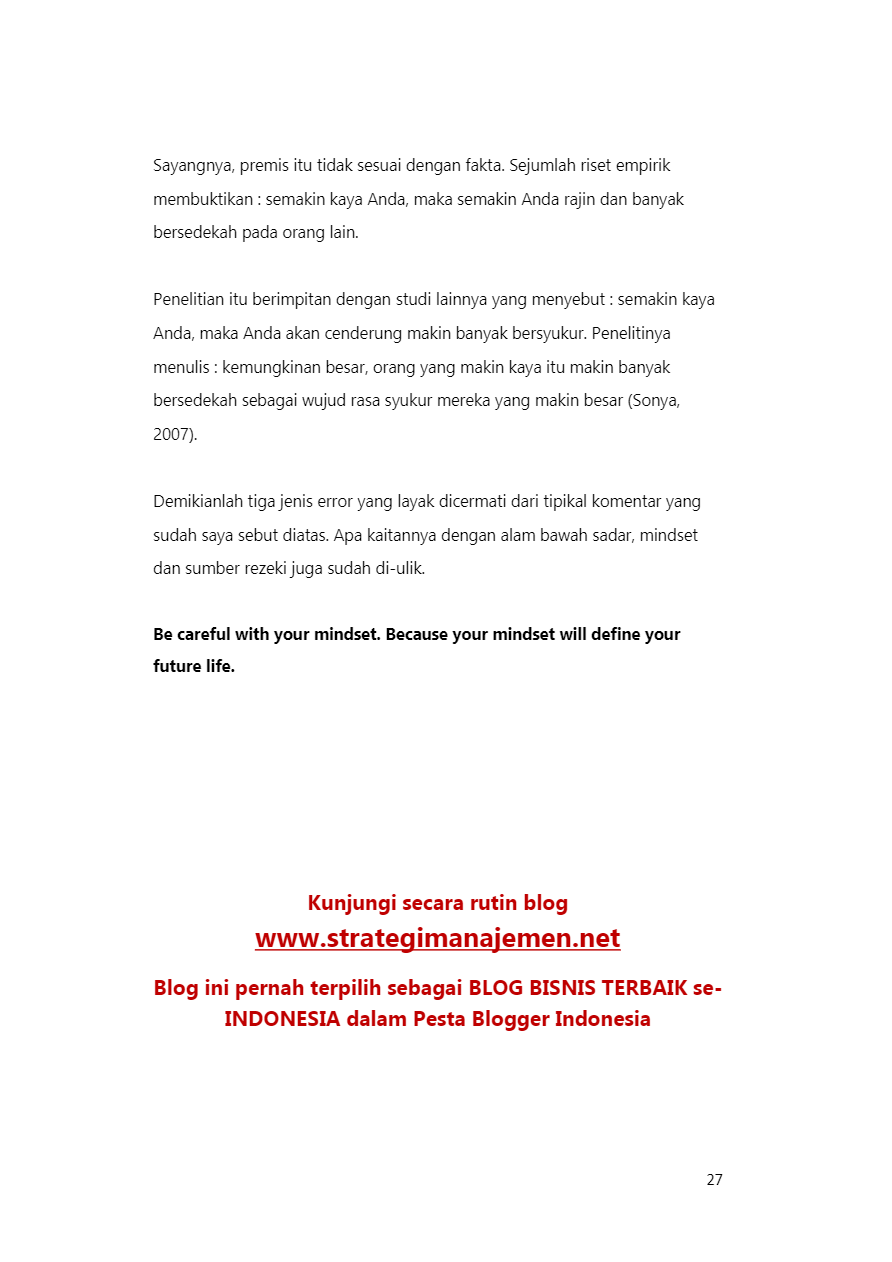 Sayangnya, premis itu tidak sesuai dengan fakta. Sejumlah riset empirik
membuktikan : semakin kaya Anda, maka semakin Anda rajin dan banyak
bersedekah pada orang lain.
Penelitian itu berimpitan dengan studi lainnya yang menyebut : semakin kaya
Anda, maka Anda akan cenderung makin banyak bersyukur. Penelitinya
menulis : kemungkinan besar, orang yang makin kaya itu makin banyak
bersedekah sebagai wujud rasa syukur mereka yang makin besar (Sonya,
2007).
Demikianlah tiga jenis error yang layak dicermati dari tipikal komentar yang
sudah saya sebut diatas. Apa kaitannya dengan alam bawah sadar, mindset
dan sumber rezeki juga sudah di-ulik.
Be careful with your mindset. Because your mindset will define your
future life.
Kunjungi secara rutin blog
www.strategimanajemen.net
Blog ini pernah terpilih sebagai BLOG BISNIS TERBAIK se-
INDONESIA dalam Pesta Blogger Indonesia
27